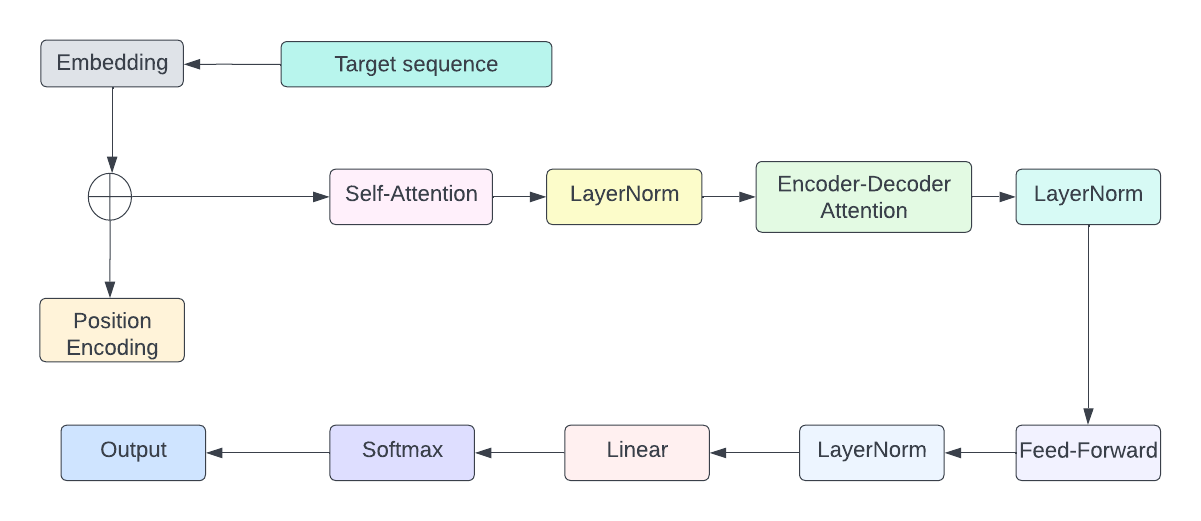 Embedding
Target sequence
Self-Attention
LayerNorm
Encoder-Decoder
Attention
LayerNorm
Position
Encoding
Output
Softmax
Linear
LayerNorm
Feed-Forward